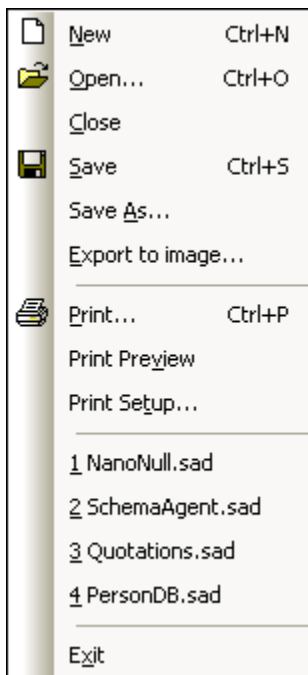 New Ctrl+N
Open... Ctrl+O
Close
Save Ctrl+S
Save As...
Export to image...
Print... Ctrl+P
Print Preview
Print Setup...
1 NanoNull.sad
2 SchemaAgent.sad
3 Quotations.sad
4 PersonDB.sad
Exit